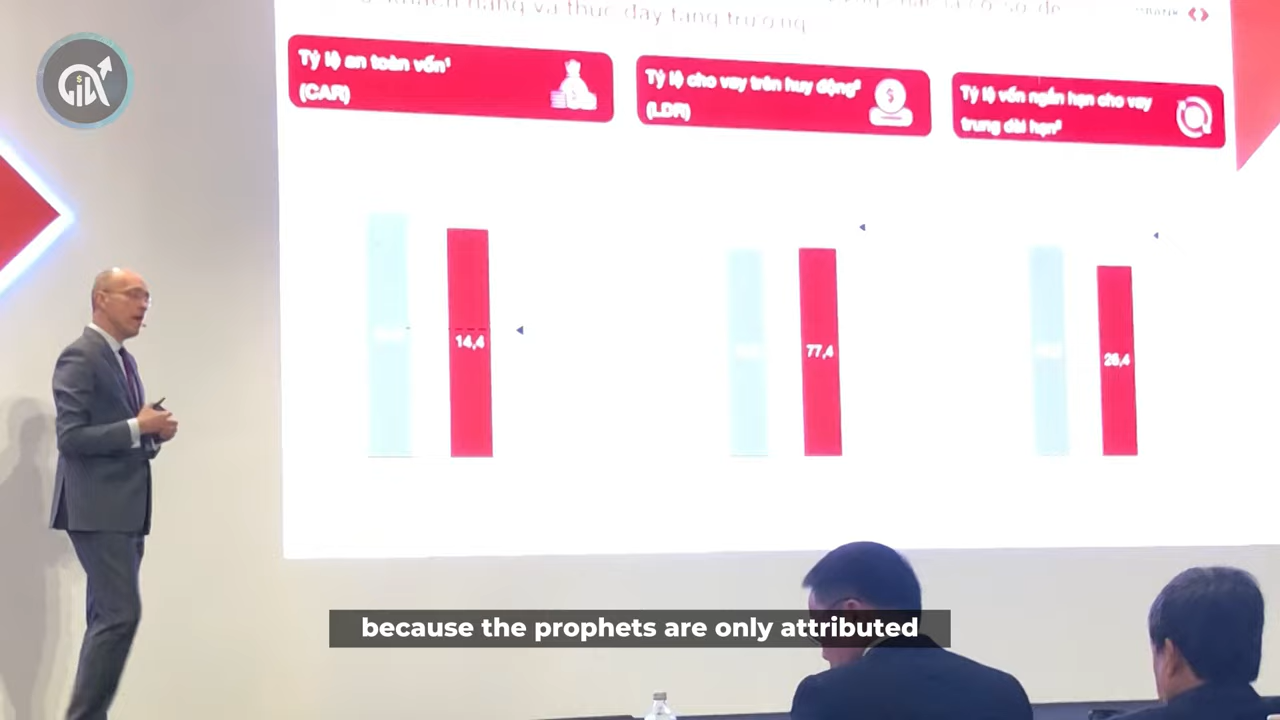 GIA
Tỷ lệ an toàn vốn¹
(CAR)
Tỷ lệ cho vay trên huy động²
(LDR)
Tỷ lệ vốn ngắn hạn cho vay
trung dài hạn³
14,4
77,4
26,4
because the prophets are only attributed